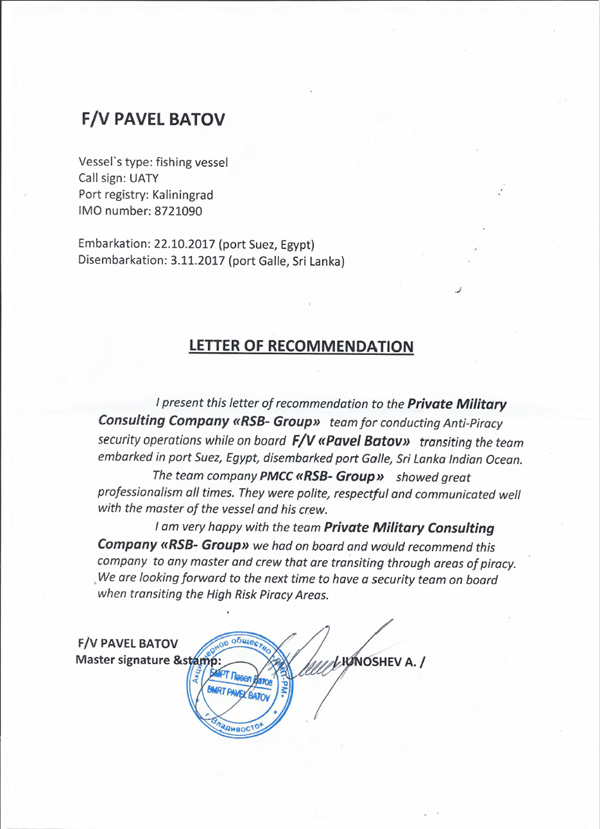 F/V PAVEL BATOV
Vessel`s type: fishing vessel
Call sign: UATY
Port registry: Kaliningrad
IMO number: 8721090
Embarkation: 22.10.2017 (port Suez, Egypt)
Disembarkation: 3.11.2017 (port Galle, Sri Lanka)
LETTER OF RECOMMENDATION
I present this letter of recommendation to the Private Military
Consulting Company «RSB- Group» team for conducting Anti-Piracy
security operations while on board F/V «Pavel Batov» transiting the team
embarked in port Suez, Egypt, disembarked port Galle, Sri Lanka Indian Ocean.
The team company PMCC «RSB- Group» showed great
professionalism all times. They were polite, respectful and communicated well
with the master of the vessel and his crew.
I am very happy with the team Private Military Consulting
Company «RSB- Group» we had on board and would recommend this
company to any master and crew that are transiting through areas of piracy.
We are looking forward to the next time to have a security team on board
when transiting the High Risk Piracy Areas.
F/V PAVEL BATOV
Master signature &stamp: / IUNOSHEV A. /
Акционерное общество
БМРТ Павел Батов
BMRT PAVEL BATOV
г. Владивосток